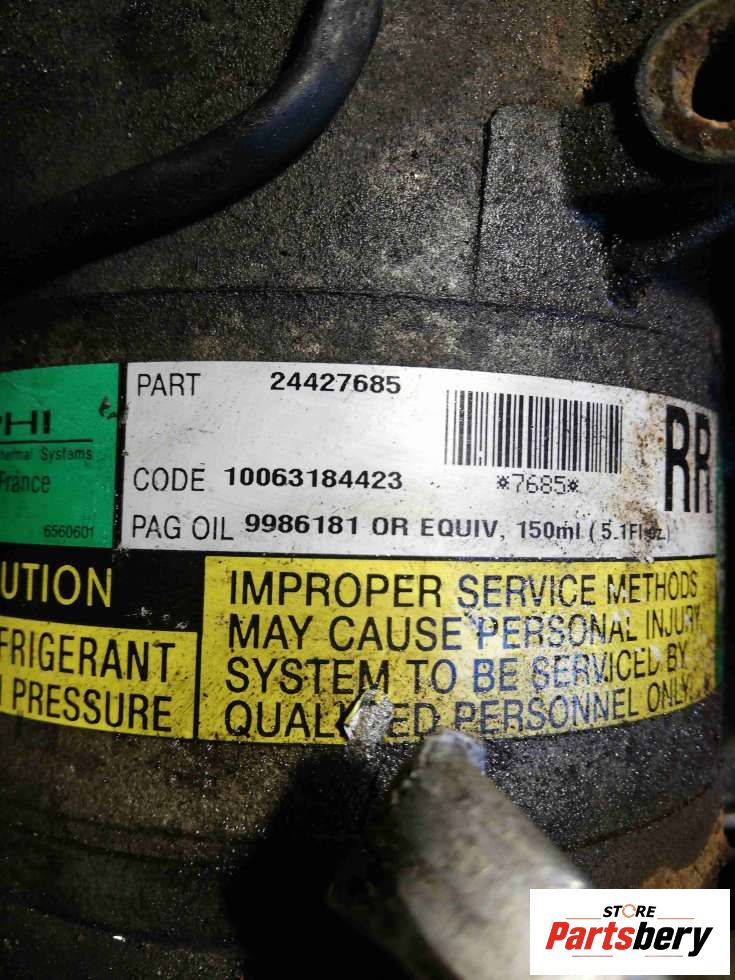 PART 24427685
CODE 10063184423
*7685*
RR
PAG OIL 9986181 OR EQUIV, 150ml (5.1Fl oz)
PHI
Thermal Systems
France
6560601
UTION
FRIGERANT
PRESSURE
IMPROPER SERVICE METHODS
MAY CAUSE PERSONAL INJURY.
SYSTEM TO BE SERVICED BY
QUALIFIED PERSONNEL ONLY.
STORE
Partsbery